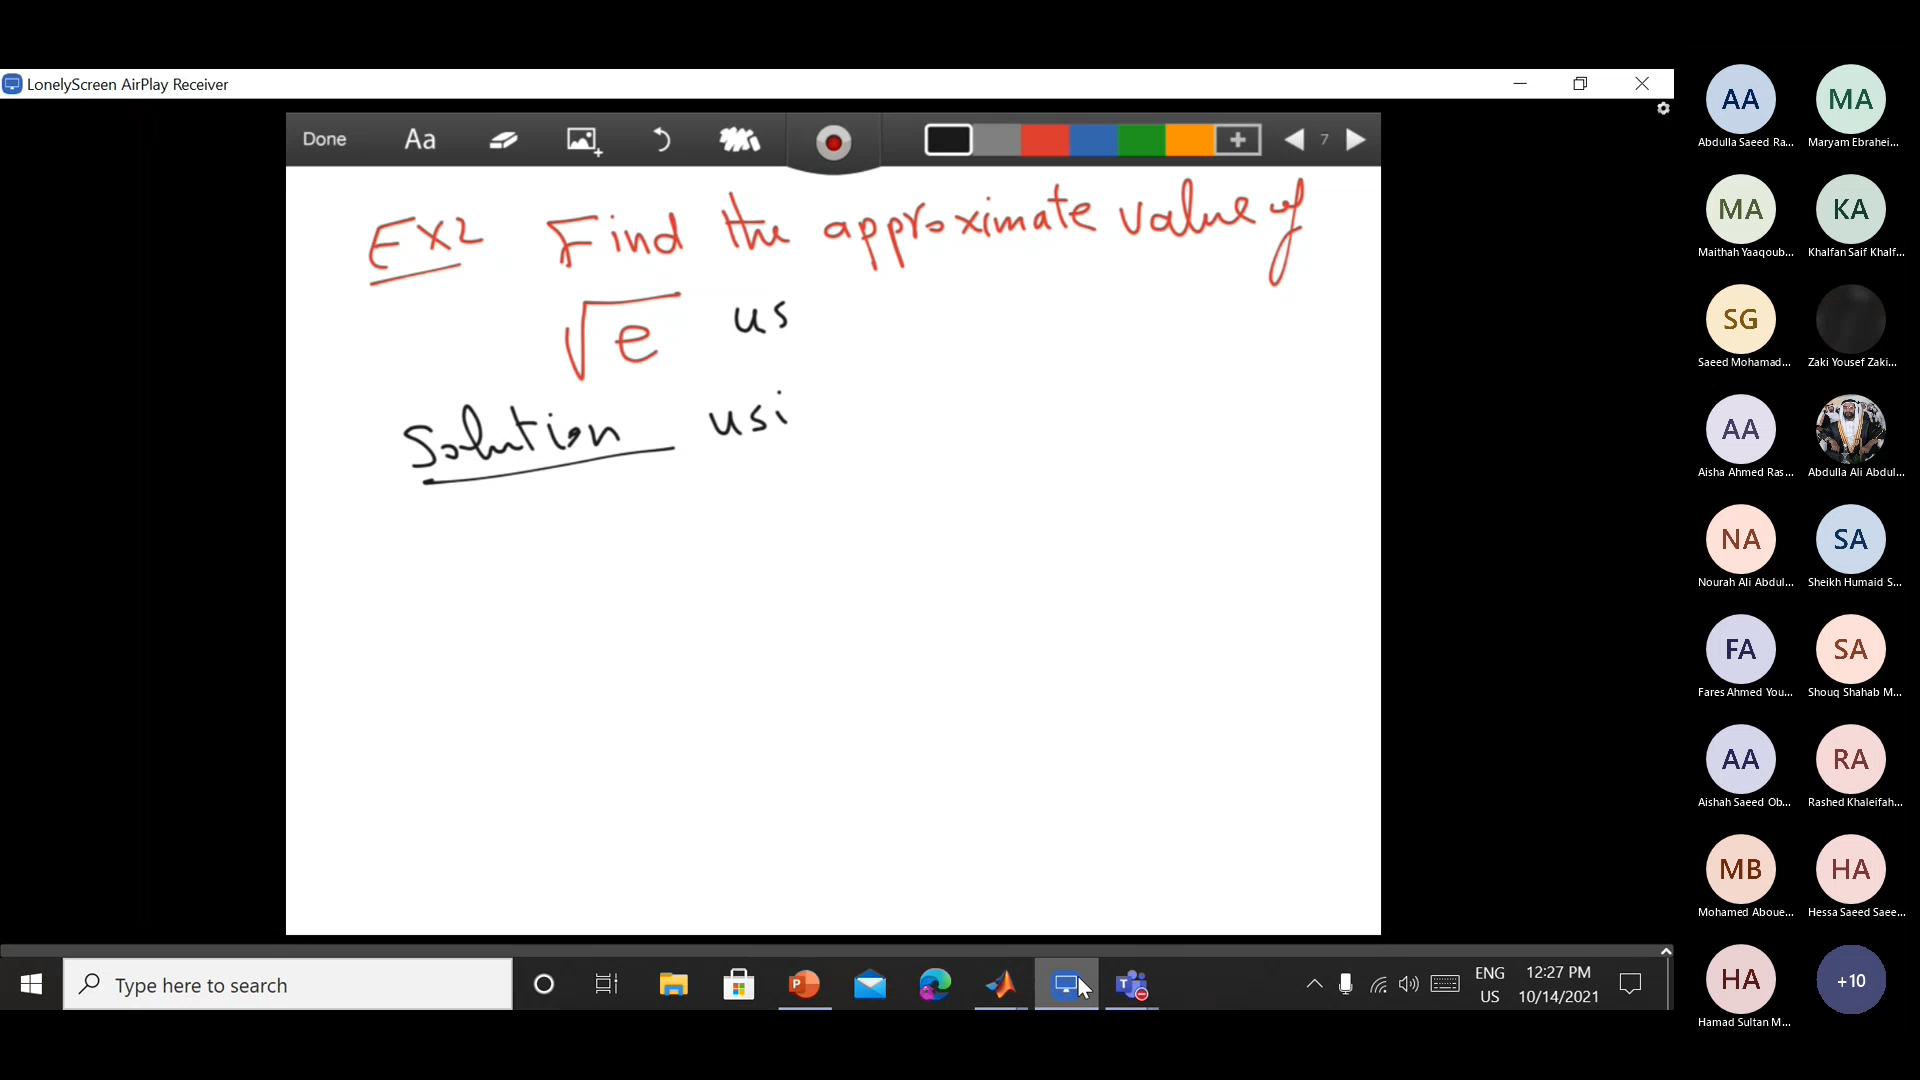 LonelyScreen AirPlay Receiver
Done Aa 7
EX2 Find the approximate value of
√e us
Solution usi
AA MA
Abdulla Saeed Ra... Maryam Ebrahei...
MA KA
Maithah Yaaqoub... Khalfan Saif Khalf...
SG
Saeed Mohamad... Zaki Yousef Zaki...
AA
Aisha Ahmed Ras... Abdulla Ali Abdul...
NA SA
Nourah Ali Abdul... Sheikh Humaid S...
FA SA
Fares Ahmed You... Shouq Shahab M...
AA RA
Aishah Saeed Ob... Rashed Khaleifah...
MB HA
Mohamed Aboue... Hessa Saeed Saee...
HA +10
Hamad Sultan M...
Type here to search
ENG 12:27 PM
US 10/14/2021